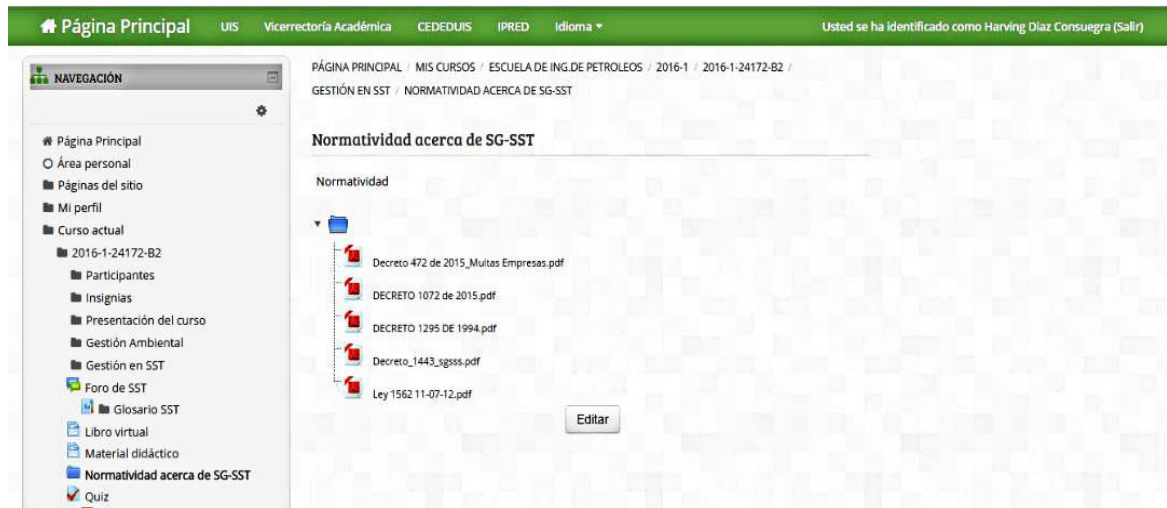 Página Principal UIS Vicerrectoría Académica CEDEDUIS IPRED Idioma Usted se ha identificado como Harving Diaz Consuegra (Salir)
NAVEGACIÓN
Página Principal
Área personal
Páginas del sitio
Mi perfil
Curso actual
2016-1-24172-B2
Participantes
Insignias
Presentación del curso
Gestión Ambiental
Gestión en SST
Foro de SST
Glosario SST
Libro virtual
Material didáctico
Normatividad acerca de SG-SST
Quiz
PÁGINA PRINCIPAL / MIS CURSOS / ESCUELA DE ING.DE PETROLEOS / 2016-1 / 2016-1-24172-B2 /
GESTIÓN EN SST / NORMATIVIDAD ACERCA DE SG-SST
Normatividad acerca de SG-SST
Normatividad
Decreto 472 de 2015_Multas Empresas.pdf
DECRETO 1072 de 2015.pdf
DECRETO 1295 DE 1994.pdf
Decreto_1443_sgsss.pdf
Ley 1562 11-07-12.pdf
Editar